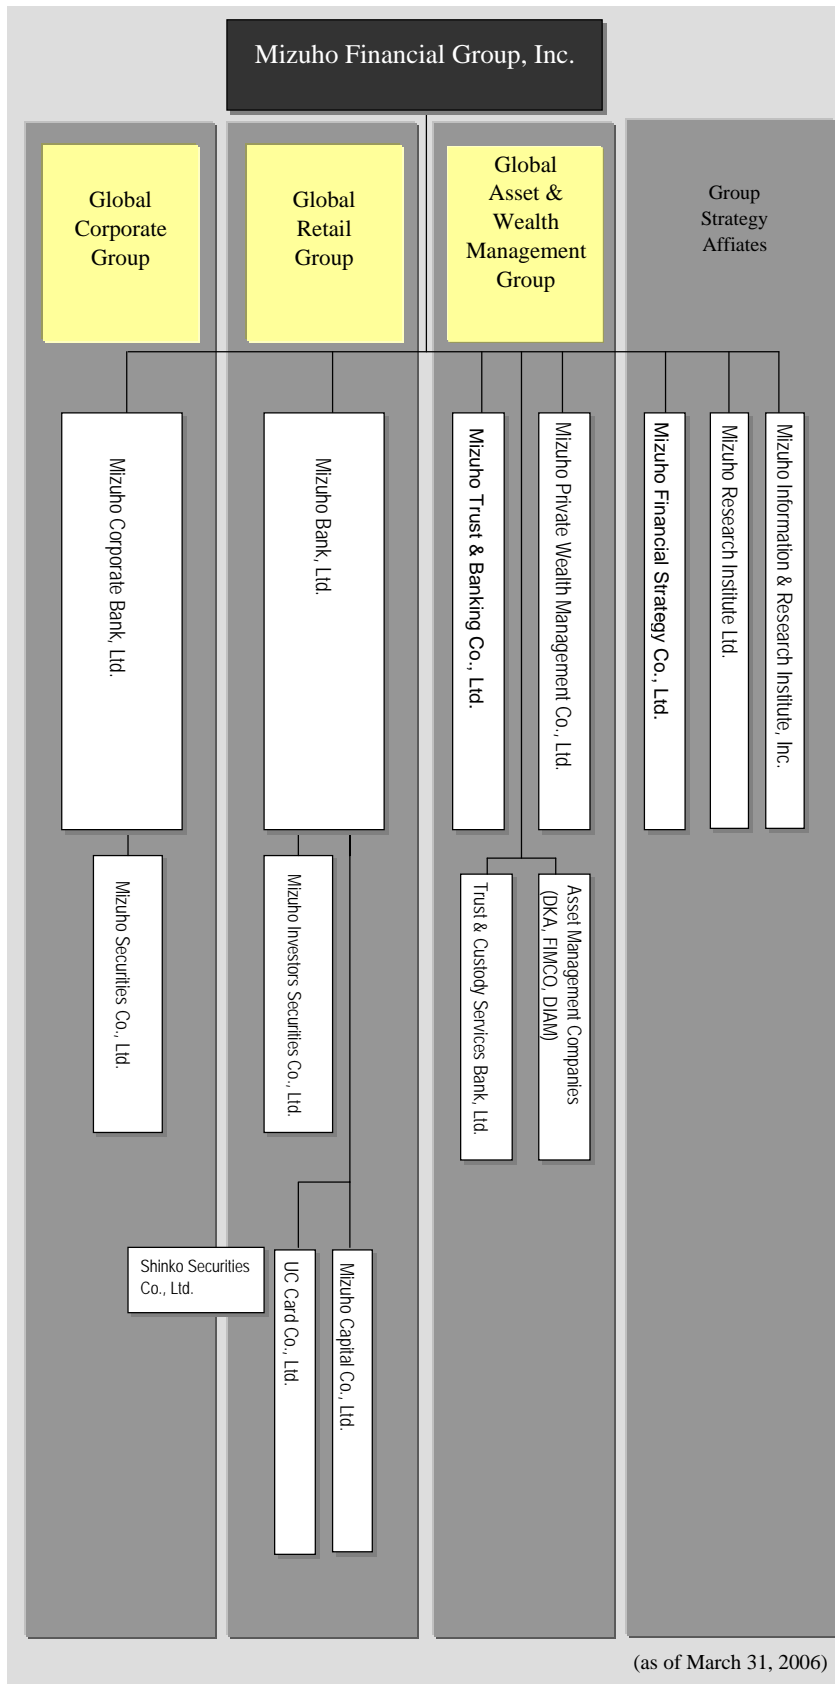 Mizuho Financial Group, Inc.
Global
Corporate
Group
Global
Retail
Group
Global
Asset &
Wealth
Management
Group
Group
Strategy
Affiates
Mizuho Corporate Bank, Ltd.
Mizuho Bank, Ltd.
Mizuho Trust & Banking Co., Ltd.
Mizuho Private Wealth Management Co., Ltd.
Mizuho Financial Strategy Co., Ltd.
Mizuho Research Institute Ltd.
Mizuho Information & Research Institute, Inc.
Mizuho Securities Co., Ltd.
Mizuho Investors Securities Co., Ltd.
Trust & Custody Services Bank, Ltd.
Asset Management Companies
(DKA, FIMCO, DIAM)
Shinko Securities
Co., Ltd.
UC Card Co., Ltd.
Mizuho Capital Co., Ltd.
(as of March 31, 2006)